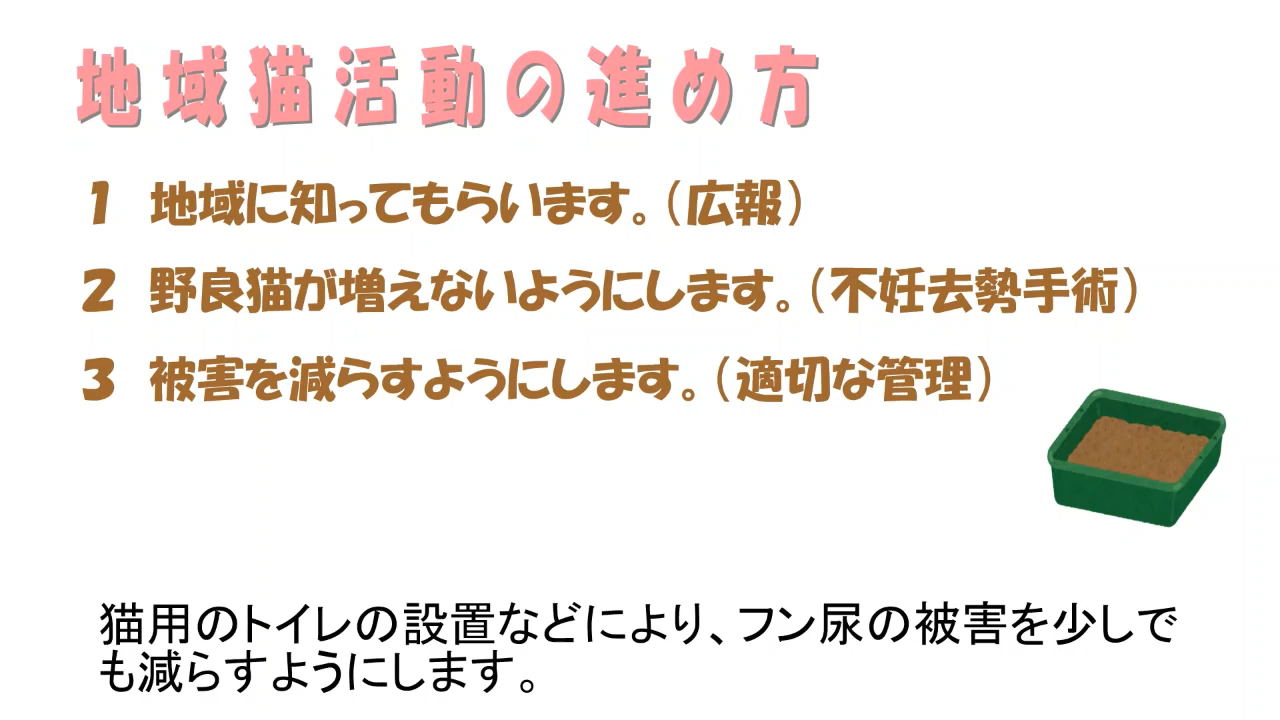 地域猫活動の進め方
1 地域に知ってもらいます。(広報)
2 野良猫が増えないようにします。(不妊去勢手術)
3 被害を減らすようにします。(適切な管理)
猫用のトイレの設置などにより、フン尿の被害を少しで
も減らすようにします。